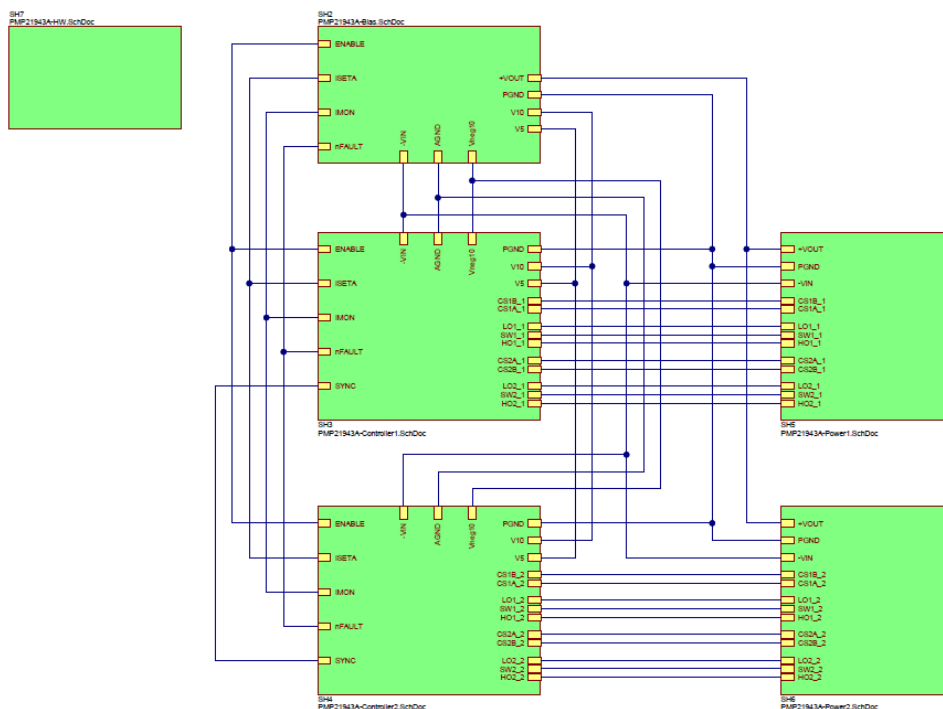 SH7
PMP21943A-HW.SchDoc
SH2
PMP21943A-Bias.SchDoc
ENABLE
ISETA
IMON
nFAULT
+VOUT
PGND
V10
V5
-VIN
AGND
Vneg10
-VIN
AGND
Vneg10
ENABLE
ISETA
IMON
nFAULT
SYNC
PGND
V10
V5
CS1B_1
CS1A_1
LO1_1
SW1_1
HO1_1
CS2A_1
CS2B_1
LO2_1
SW2_1
HO2_1
SH3
PMP21943A-Controller1.SchDoc
+VOUT
PGND
-VIN
CS1B_1
CS1A_1
LO1_1
SW1_1
HO1_1
CS2A_1
CS2B_1
LO2_1
SW2_1
HO2_1
SH5
PMP21943A-Power1.SchDoc
-VIN
AGND
Vneg10
ENABLE
ISETA
IMON
nFAULT
SYNC
PGND
V10
V5
CS1B_2
CS1A_2
LO1_2
SW1_2
HO1_2
CS2A_2
CS2B_2
LO2_2
SW2_2
HO2_2
SH4
PMP21943A-Controller2.SchDoc
+VOUT
PGND
-VIN
CS1B_2
CS1A_2
LO1_2
SW1_2
HO1_2
CS2A_2
CS2B_2
LO2_2
SW2_2
HO2_2
SH6
PMP21943A-Power2.SchDoc